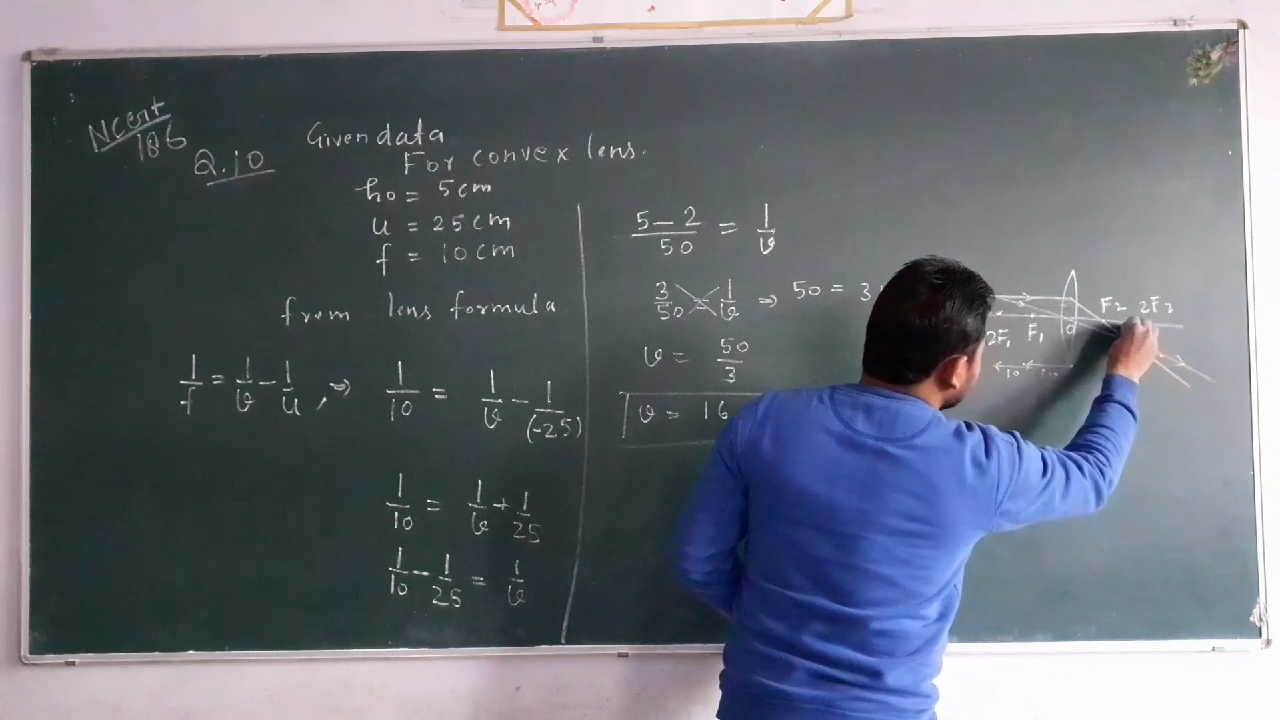 NCert
186
Q.10
Given data
For convex lens.
ho = 5cm
u = 25cm
f = 10cm
from lens formula
1/f = 1/v - 1/u, ⇒ 1/10 = 1/v - 1/(-25)
1/10 = 1/v + 1/25
1/10 - 1/25 = 1/v
5-2/50 = 1/v
3/50 = 1/v ⇒ 50 = 3
v = 50/3
v = 16
2F₁ F₁ O F₂ 2F₂
10